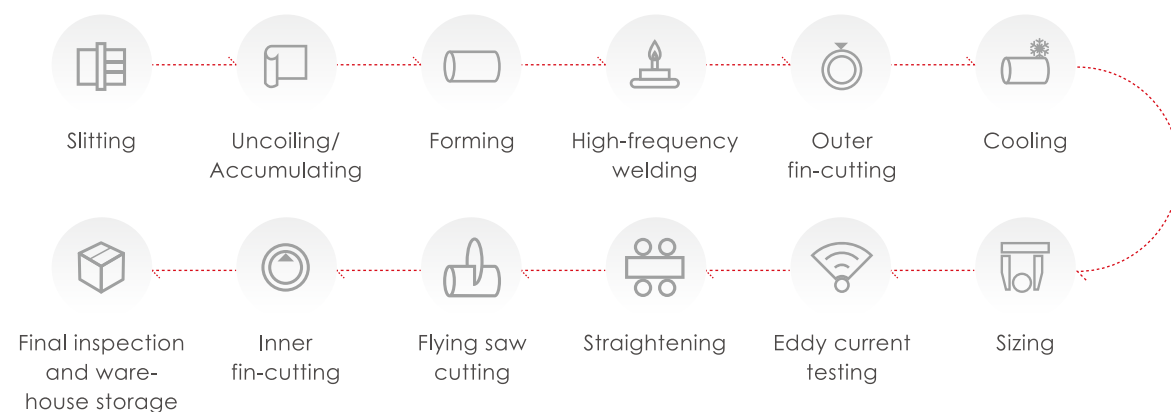 Slitting
Uncoiling/
Accumulating
Forming
High-frequency
welding
Outer
fin-cutting
Cooling
Final inspection
and ware-
house storage
Inner
fin-cutting
Flying saw
cutting
Straightening
Eddy current
testing
Sizing